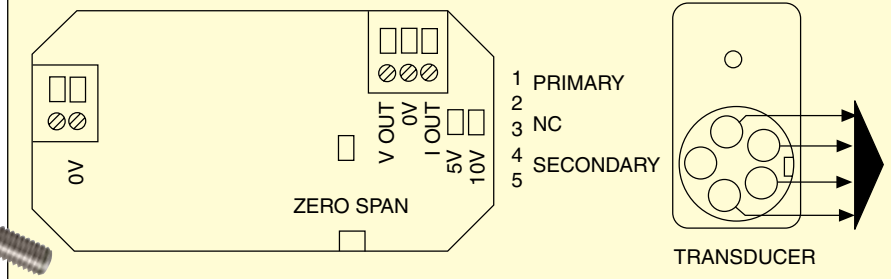 0V
V OUT
0V
I OUT
5V
10V
ZERO SPAN
1 PRIMARY
2
3 NC
4 SECONDARY
5
TRANSDUCER